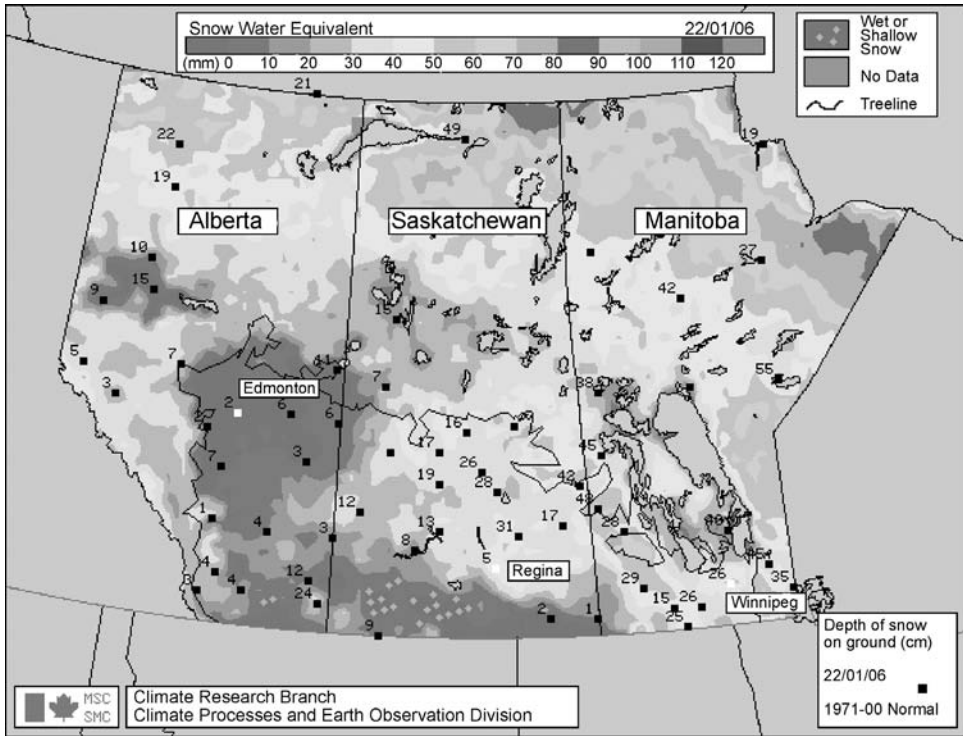 Snow Water Equivalent 22/01/06
(mm) 0 10 20 30 40 50 60 70 80 90 100 110 120
Wet or
Shallow
Snow
No Data
Treeline
21
22
49
19
19
Alberta
Saskatchewan
Manitoba
10
27
15
9
42
15
5
7
11
3
7
38
55
Edmonton
2
6
6
16
17
45
7
3
26
19
28
42
12
48
1
4
3
13
31
17
28
8
5
Regina
45
4
12
35
3
4
24
29
26
Winnipeg
15
26
2
1
25
9
Depth of snow
on ground (cm)
22/01/06
1971-00 Normal
MSC
SMC
Climate Research Branch
Climate Processes and Earth Observation Division